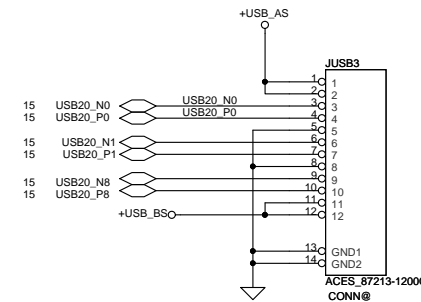 +USB_AS
JUSB3
1 1
2 2
15 USB20_N0 USB20_N0 3 3
15 USB20_P0 USB20_P0 4 4
5 5
15 USB20_N1 6 6
15 USB20_P1 7 7
8 8
15 USB20_N8 9 9
15 USB20_P8 10 10
11 11
+USB_BS 12 12
13 GND1
14 GND2
ACES_87213-1200
CONN@